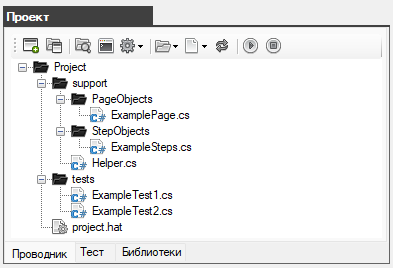 Проект
Project
support
PageObjects
ExamplePage.cs
StepObjects
ExampleSteps.cs
Helper.cs
tests
ExampleTest1.cs
ExampleTest2.cs
project.hat
Проводник Тест Библиотеки